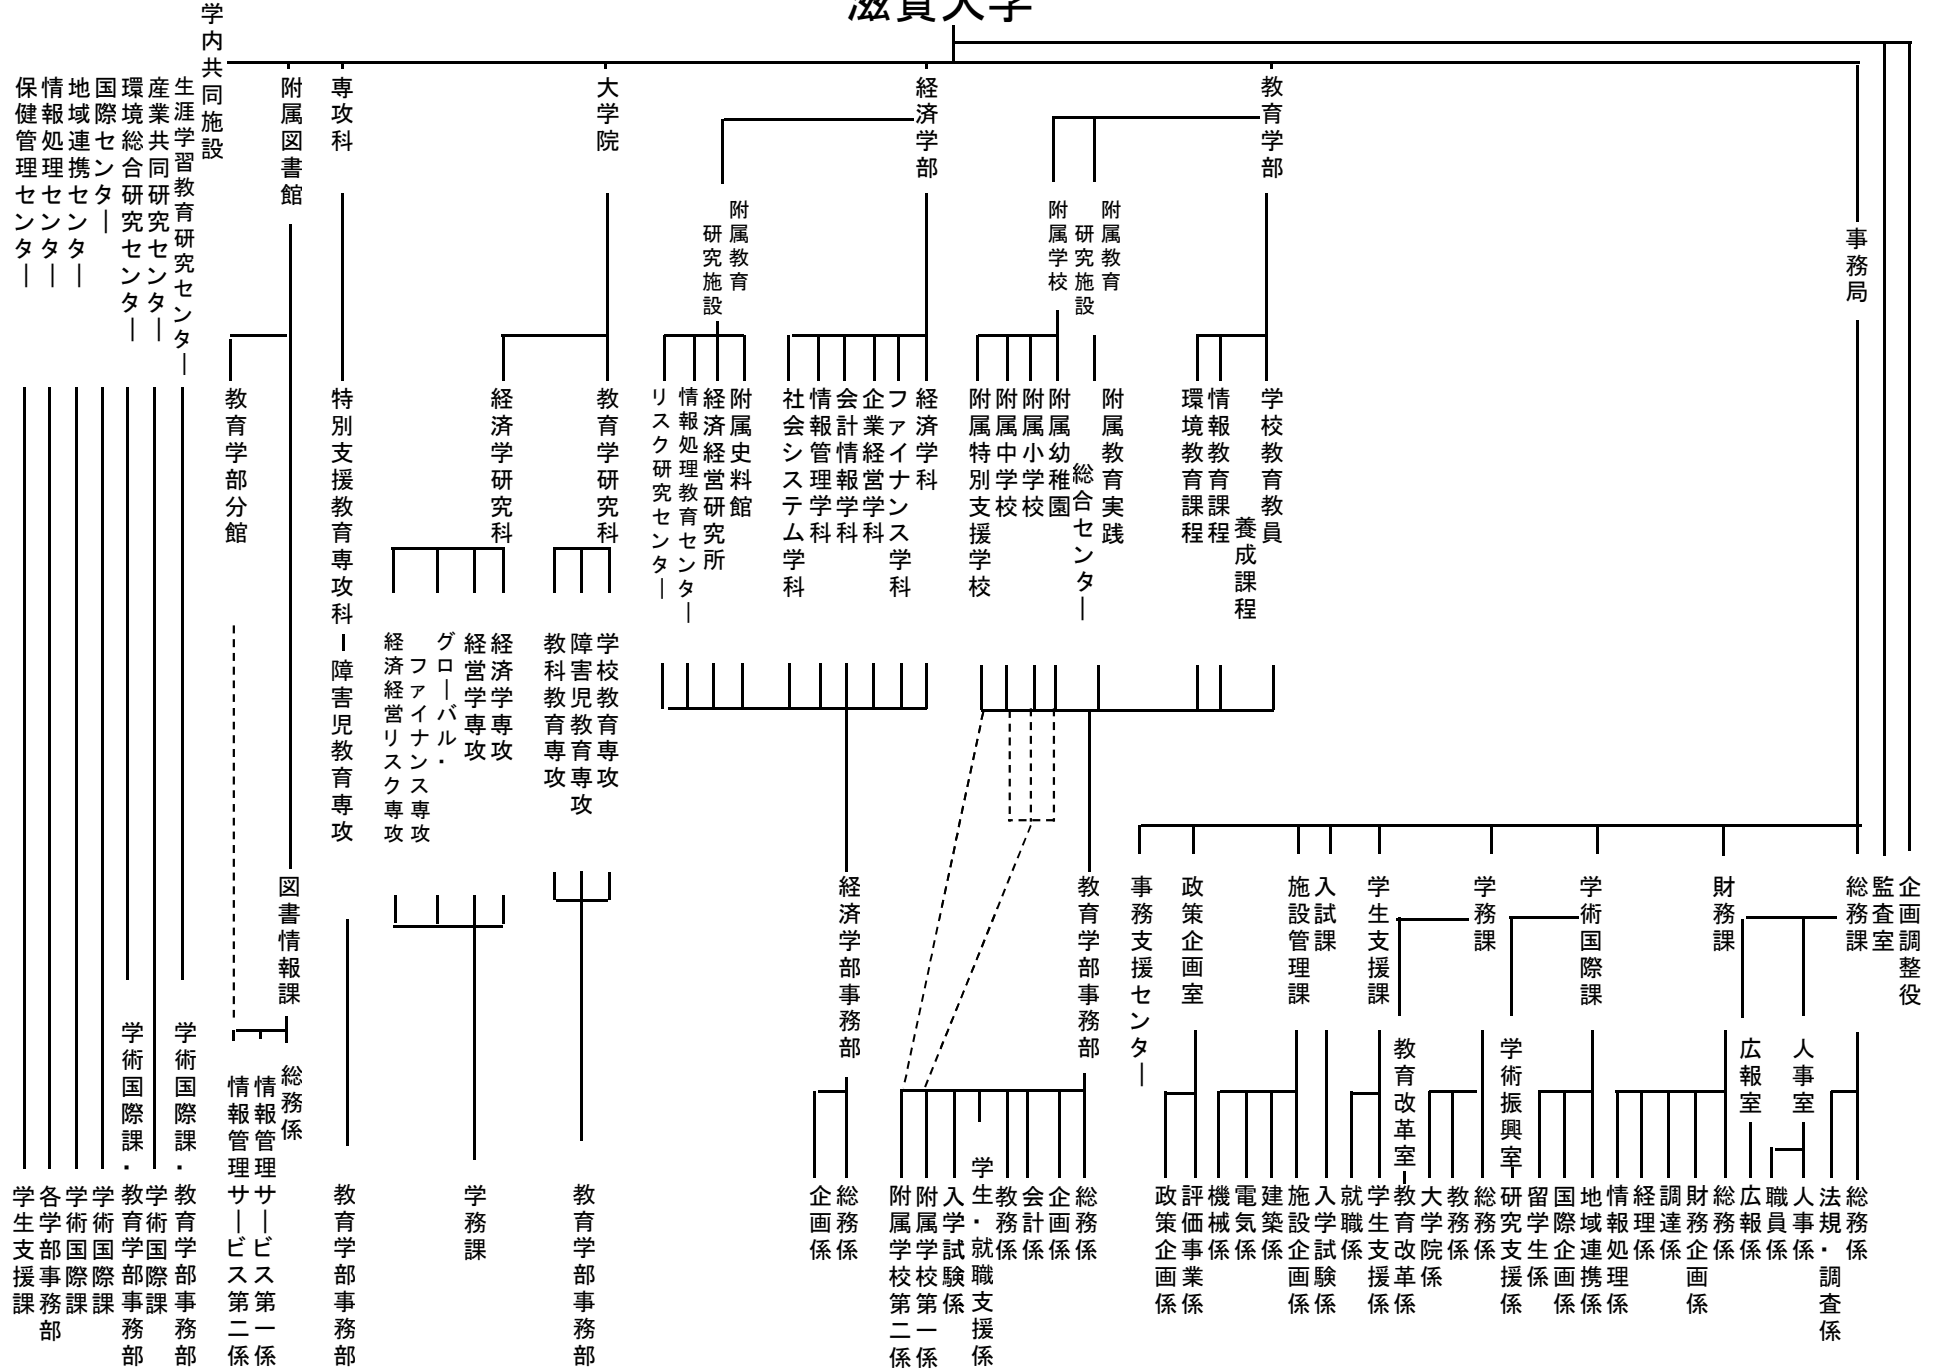 滋賀大学
企画調整役
監査室
事務局
教育学部
経済学部
大学院
専攻科
附属図書館
学内共同施設
生涯学習教育研究センター
産業共同研究センター
環境総合研究センター
国際センター
地域連携センター
情報処理センター
保健管理センター
附属教育
研究施設
附属学校
附属教育
研究施設
学校教育教員
養成課程
情報教育課程
環境教育課程
附属教育実践
総合センター
附属幼稚園
附属小学校
附属中学校
附属特別支援学校
経済学科
ファイナンス学科
企業経営学科
会計情報学科
情報管理学科
社会システム学科
附属史料館
経済経営研究所
情報処理教育センター
リスク研究センター
教育学研究科
経済学研究科
特別支援教育専攻科
教育学部分館
学校教育専攻
障害児教育専攻
教科教育専攻
経済学専攻
経営学専攻
グローバル・
ファイナンス専攻
経済経営リスク専攻
障害児教育専攻
総務課
財務課
学術国際課
学務課
学生支援課
入試課
施設管理課
政策企画室
事務支援センター
教育学部事務部
経済学部事務部
図書情報課
人事室
広報室
学術振興室
教育改革室
総務係
法規・調査係
人事係
職員係
広報係
総務係
財務企画係
調達係
経理係
情報処理係
地域連携係
国際企画係
留学生係
研究支援係
総務係
教務係
大学院係
教育改革係
学生支援係
就職係
入学試験係
施設企画係
建築係
電気係
機械係
評価事業係
政策企画係
総務係
企画係
会計係
教務係
学生・就職支援係
入学試験係
附属学校第一係
附属学校第二係
総務係
企画係
教育学部事務部
学務課
教育学部事務部
総務係
情報管理サービス第一係
情報管理サービス第二係
学術国際課・教育学部事務部
学術国際課
学術国際課・教育学部事務部
学術国際課
学術国際課
各学部事務部
学生支援課